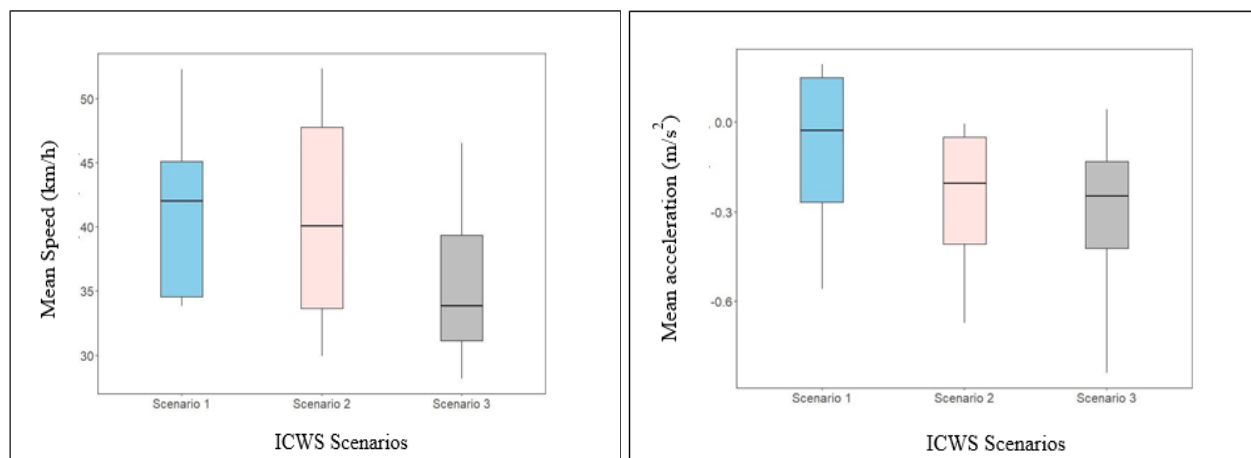 Mean Speed (km/h)
50
45
40
35
30
Scenario 1
Scenario 2
Scenario 3
ICWS Scenarios
Mean acceleration (m/s²)
0.0
-0.3
-0.6
Scenario 1
Scenario 2
Scenario 3
ICWS Scenarios